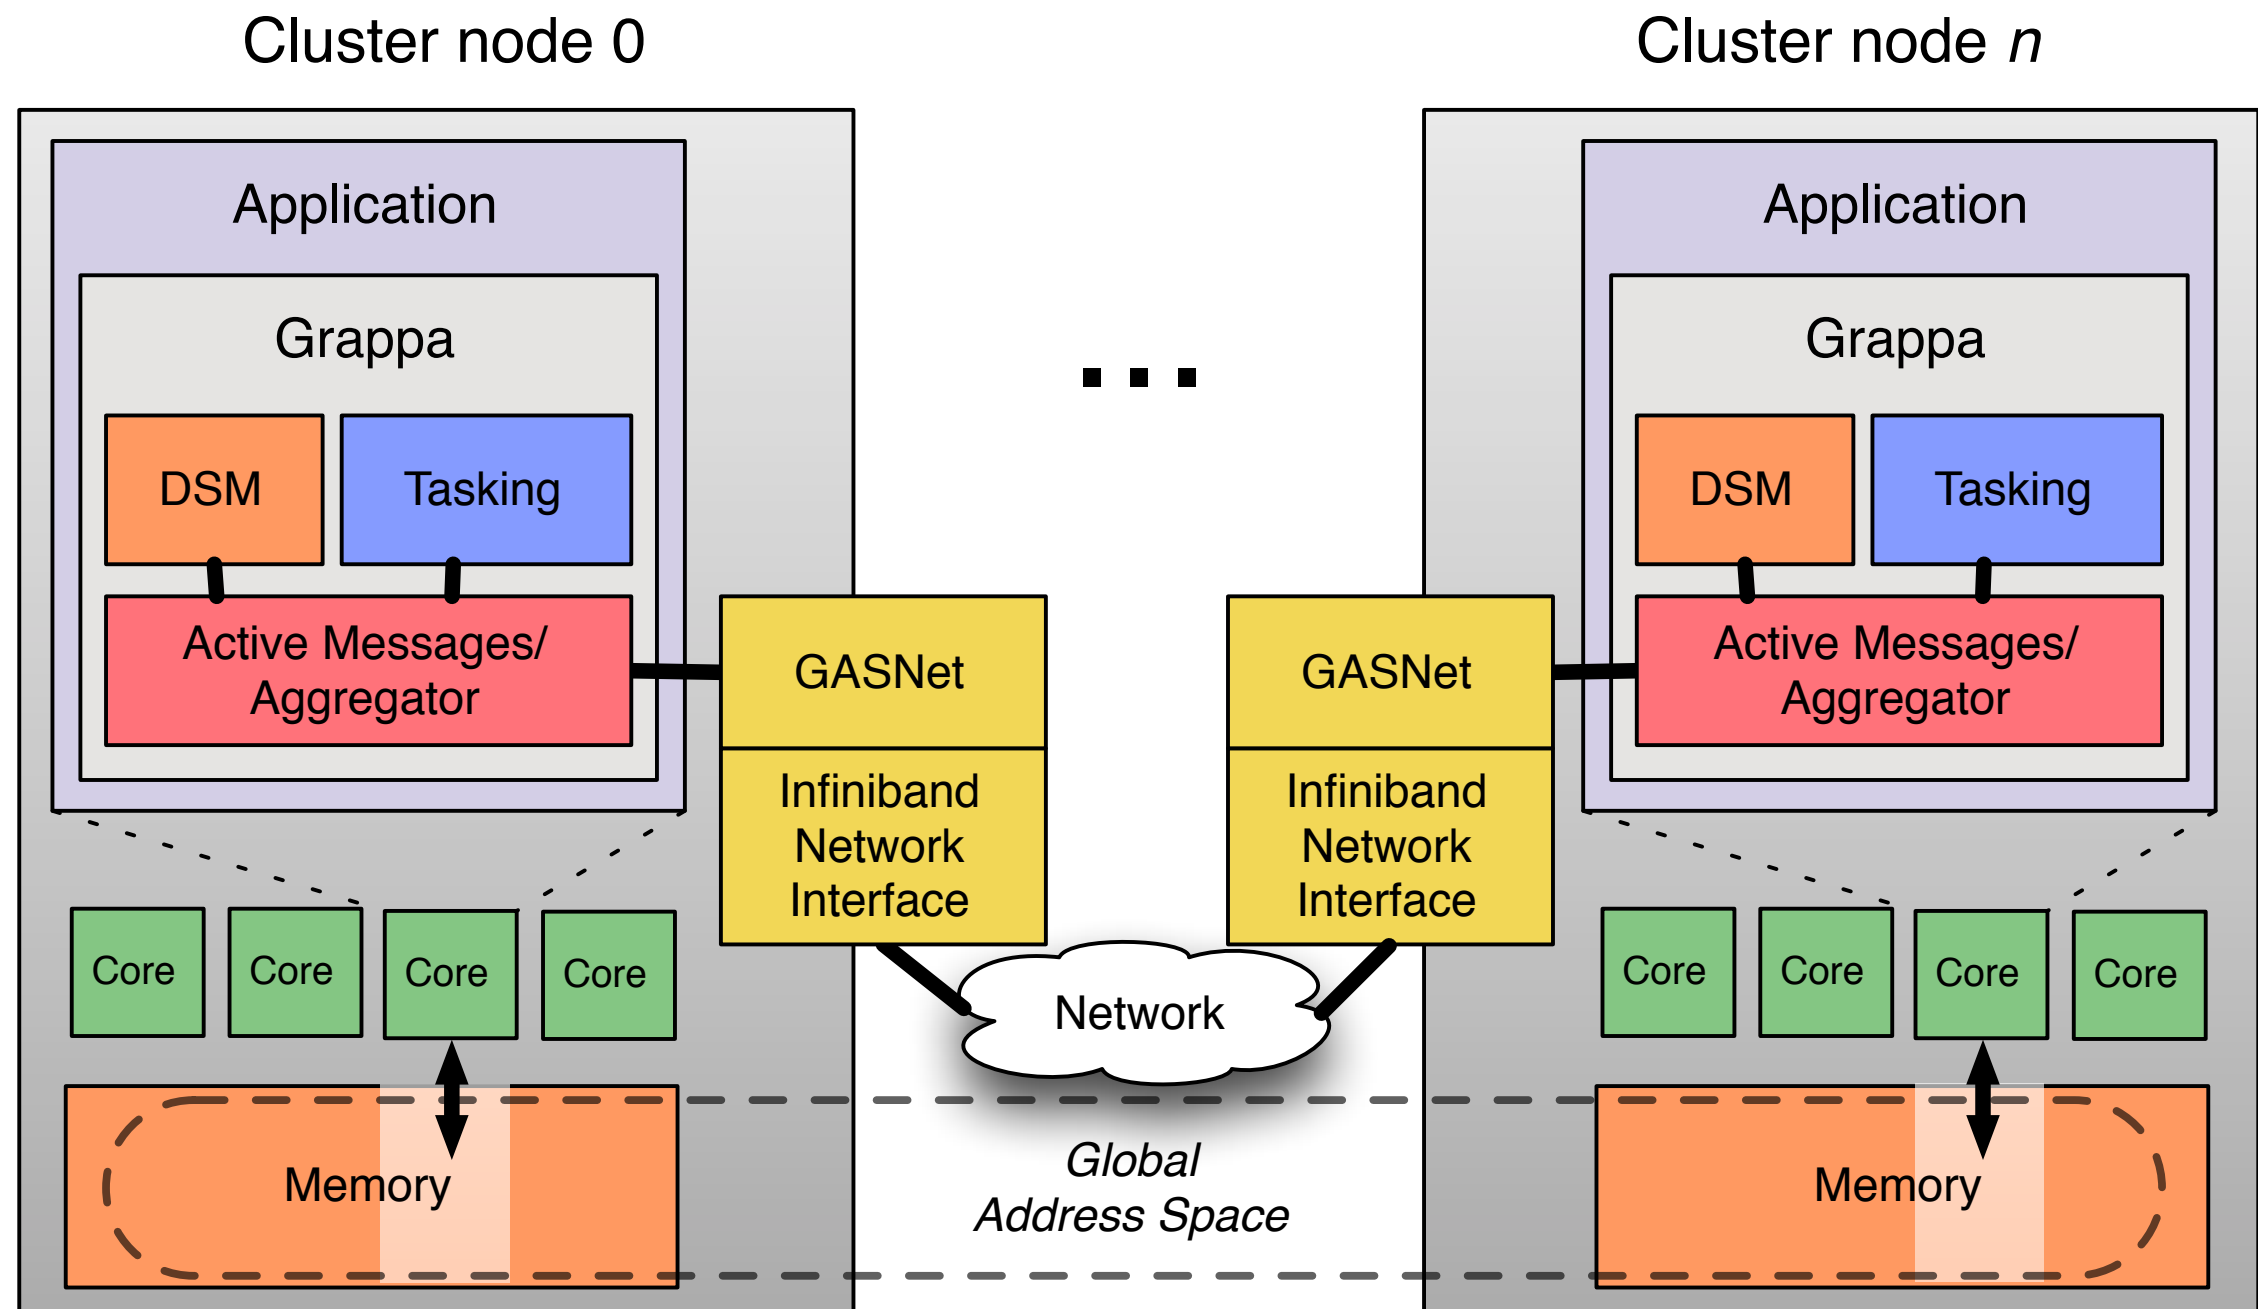 Cluster node 0
Application
Grappa
DSM
Tasking
Active Messages/
Aggregator
GASNet
Infiniband
Network
Interface
Core
Core
Core
Core
Memory
...
Network
Global
Address Space
Cluster node n
Application
Grappa
DSM
Tasking
Active Messages/
Aggregator
GASNet
Infiniband
Network
Interface
Core
Core
Core
Core
Memory